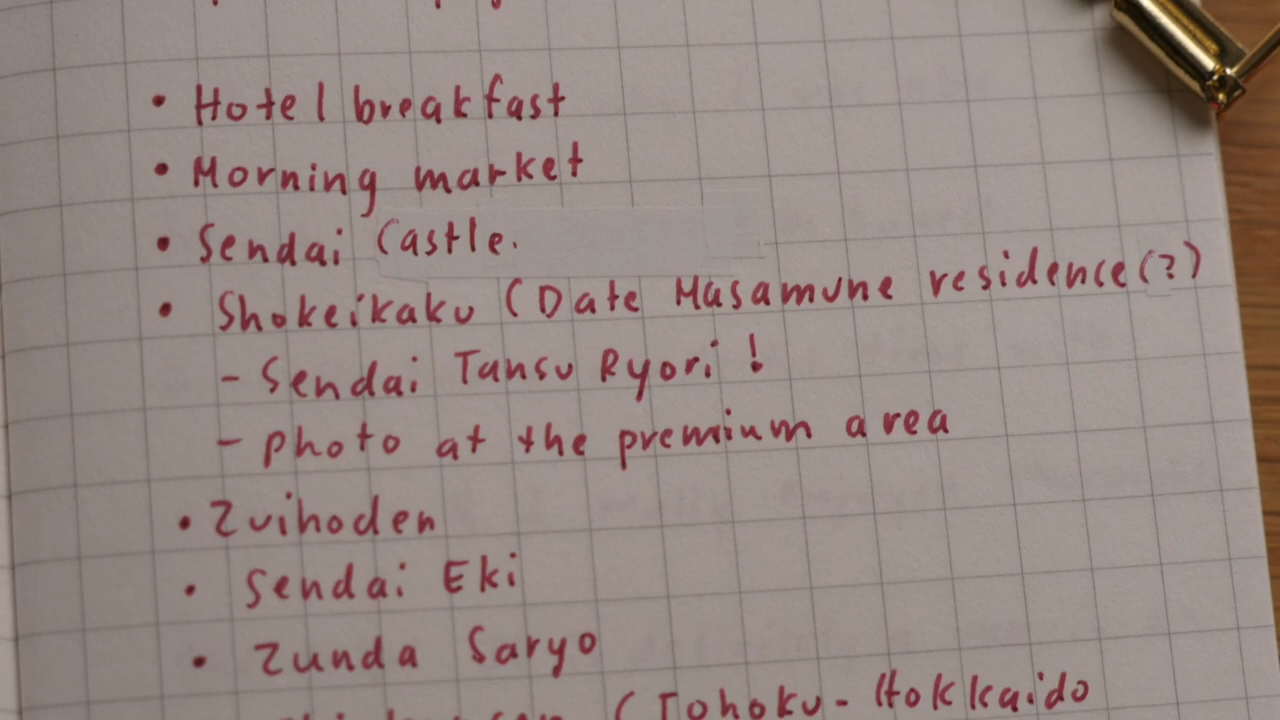 • Hotel breakfast
• Morning market
• Sendai Castle.
• Shokeikaku (Date Masamune residence(?)
- Sendai Tansu Ryori!
- photo at the premium area
• Zuihoden
• Sendai Eki
• Zunda Saryo
(Tohoku-Hokkaido